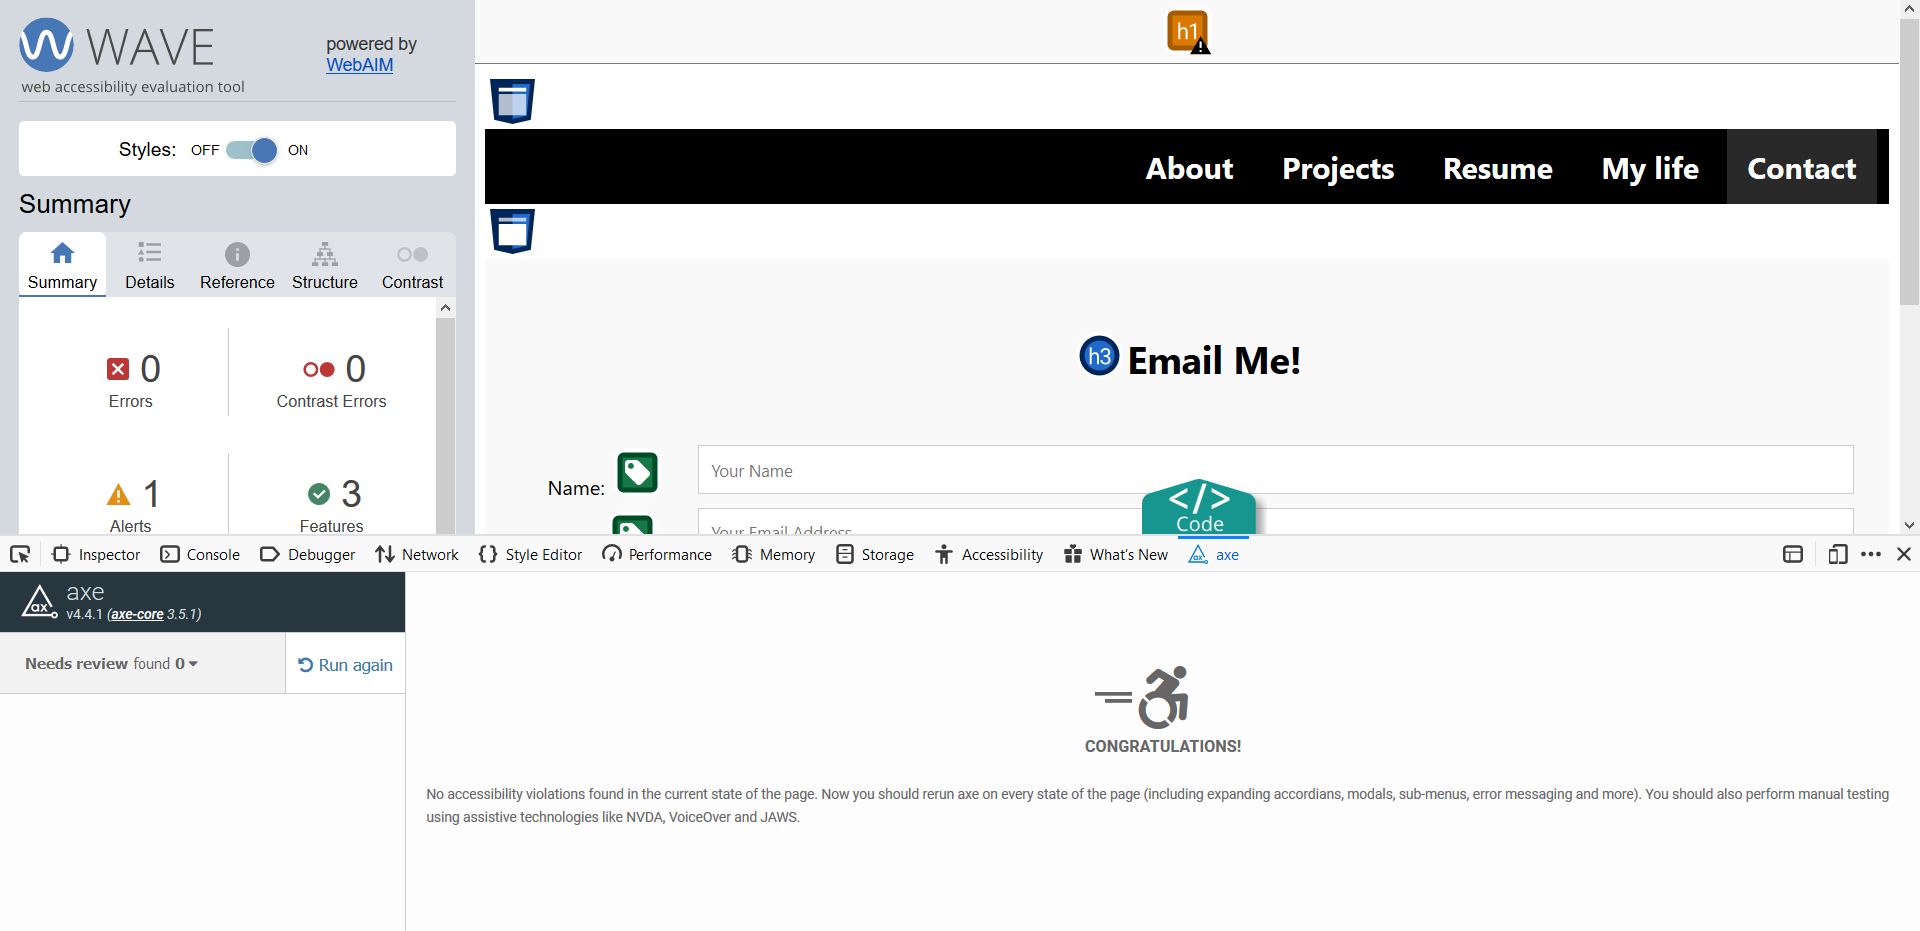 WAVE
powered by
WebAIM
web accessibility evaluation tool
Styles: OFF ON
Summary
Summary Details Reference Structure Contrast
0
Errors
0
Contrast Errors
1
Alerts
3
Features
h1
About Projects Resume My life Contact
h3 Email Me!
Name: Your Name
Your Email Address
</>
Code
Inspector Console Debugger Network Style Editor Performance Memory Storage Accessibility What's New axe
ax
axe
v4.4.1 (axe-core 3.5.1)
Needs review found 0
Run again
CONGRATULATIONS!
No accessibility violations found in the current state of the page. Now you should rerun axe on every state of the page (including expanding accordians, modals, sub-menus, error messaging and more). You should also perform manual testing
using assistive technologies like NVDA, VoiceOver and JAWS.